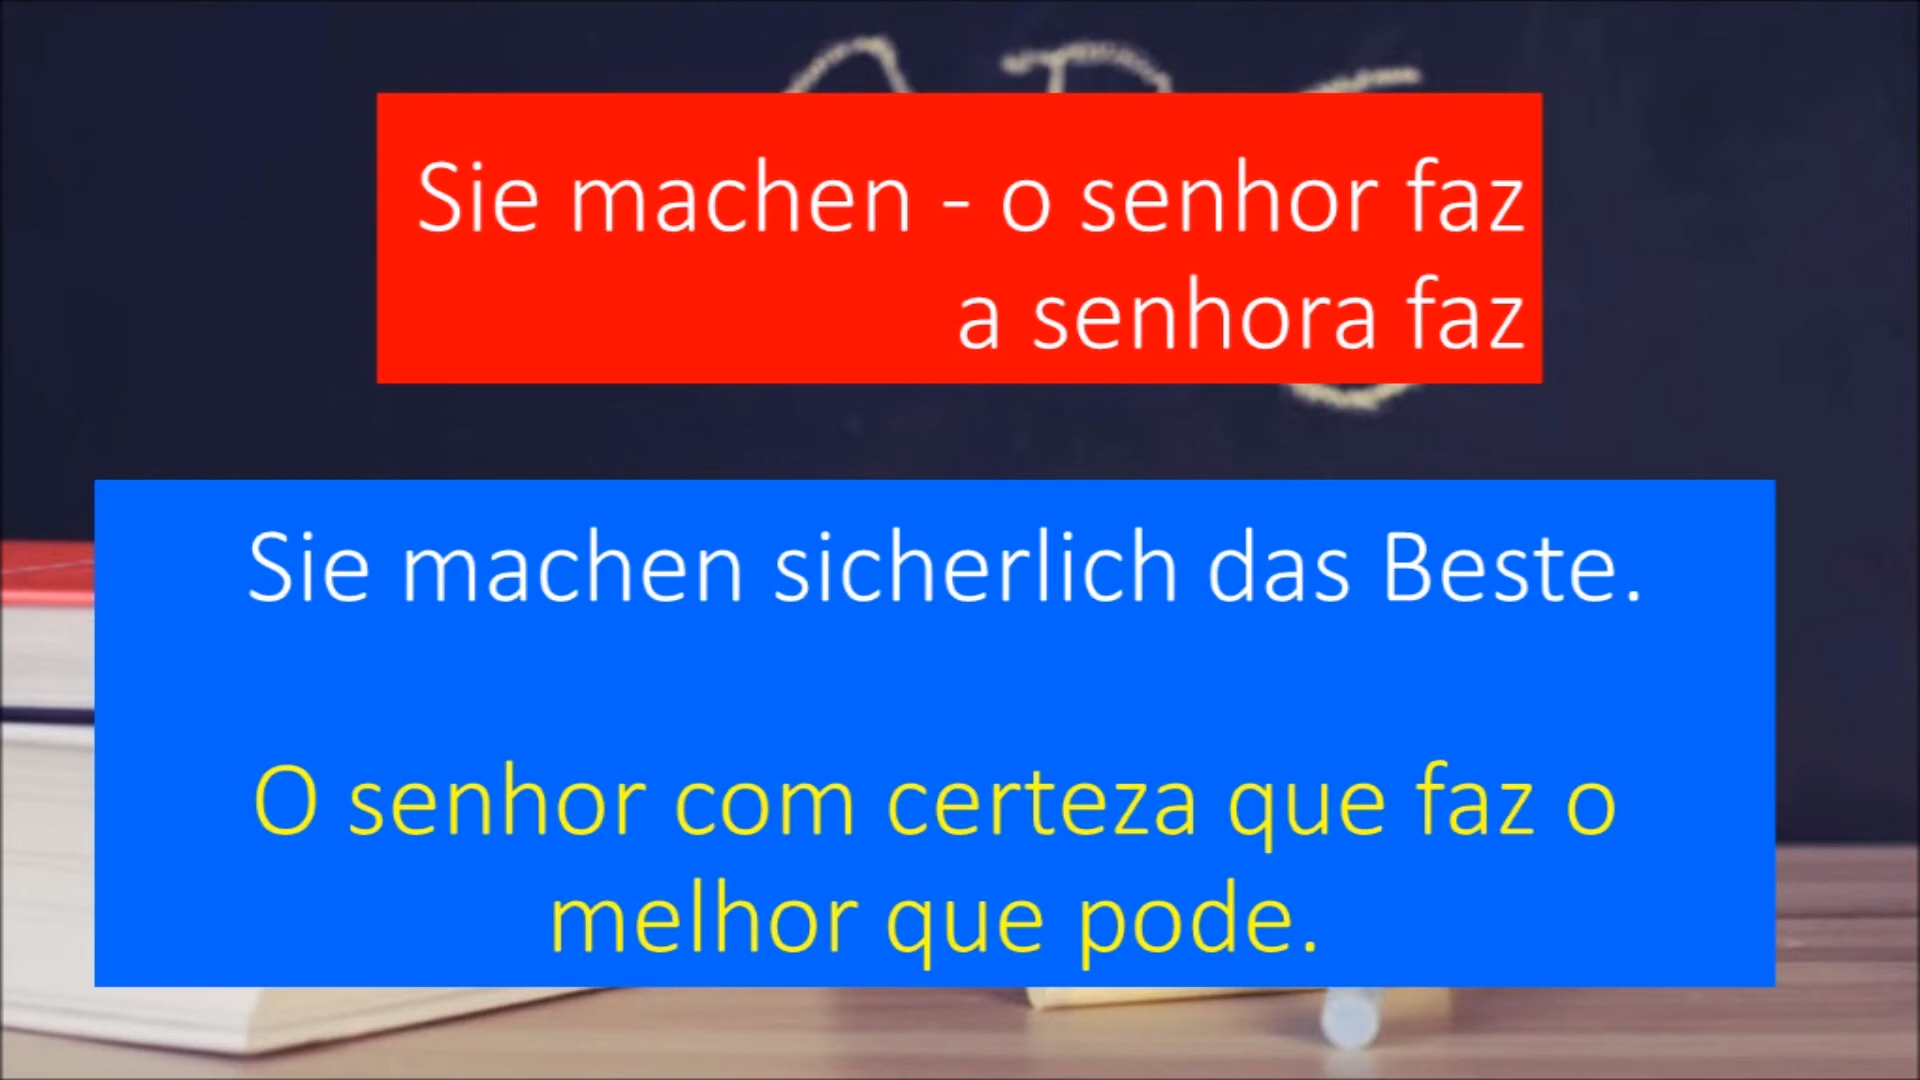 Sie machen - o senhor faz
a senhora faz
Sie machen sicherlich das Beste.
O senhor com certeza que faz o
melhor que pode.